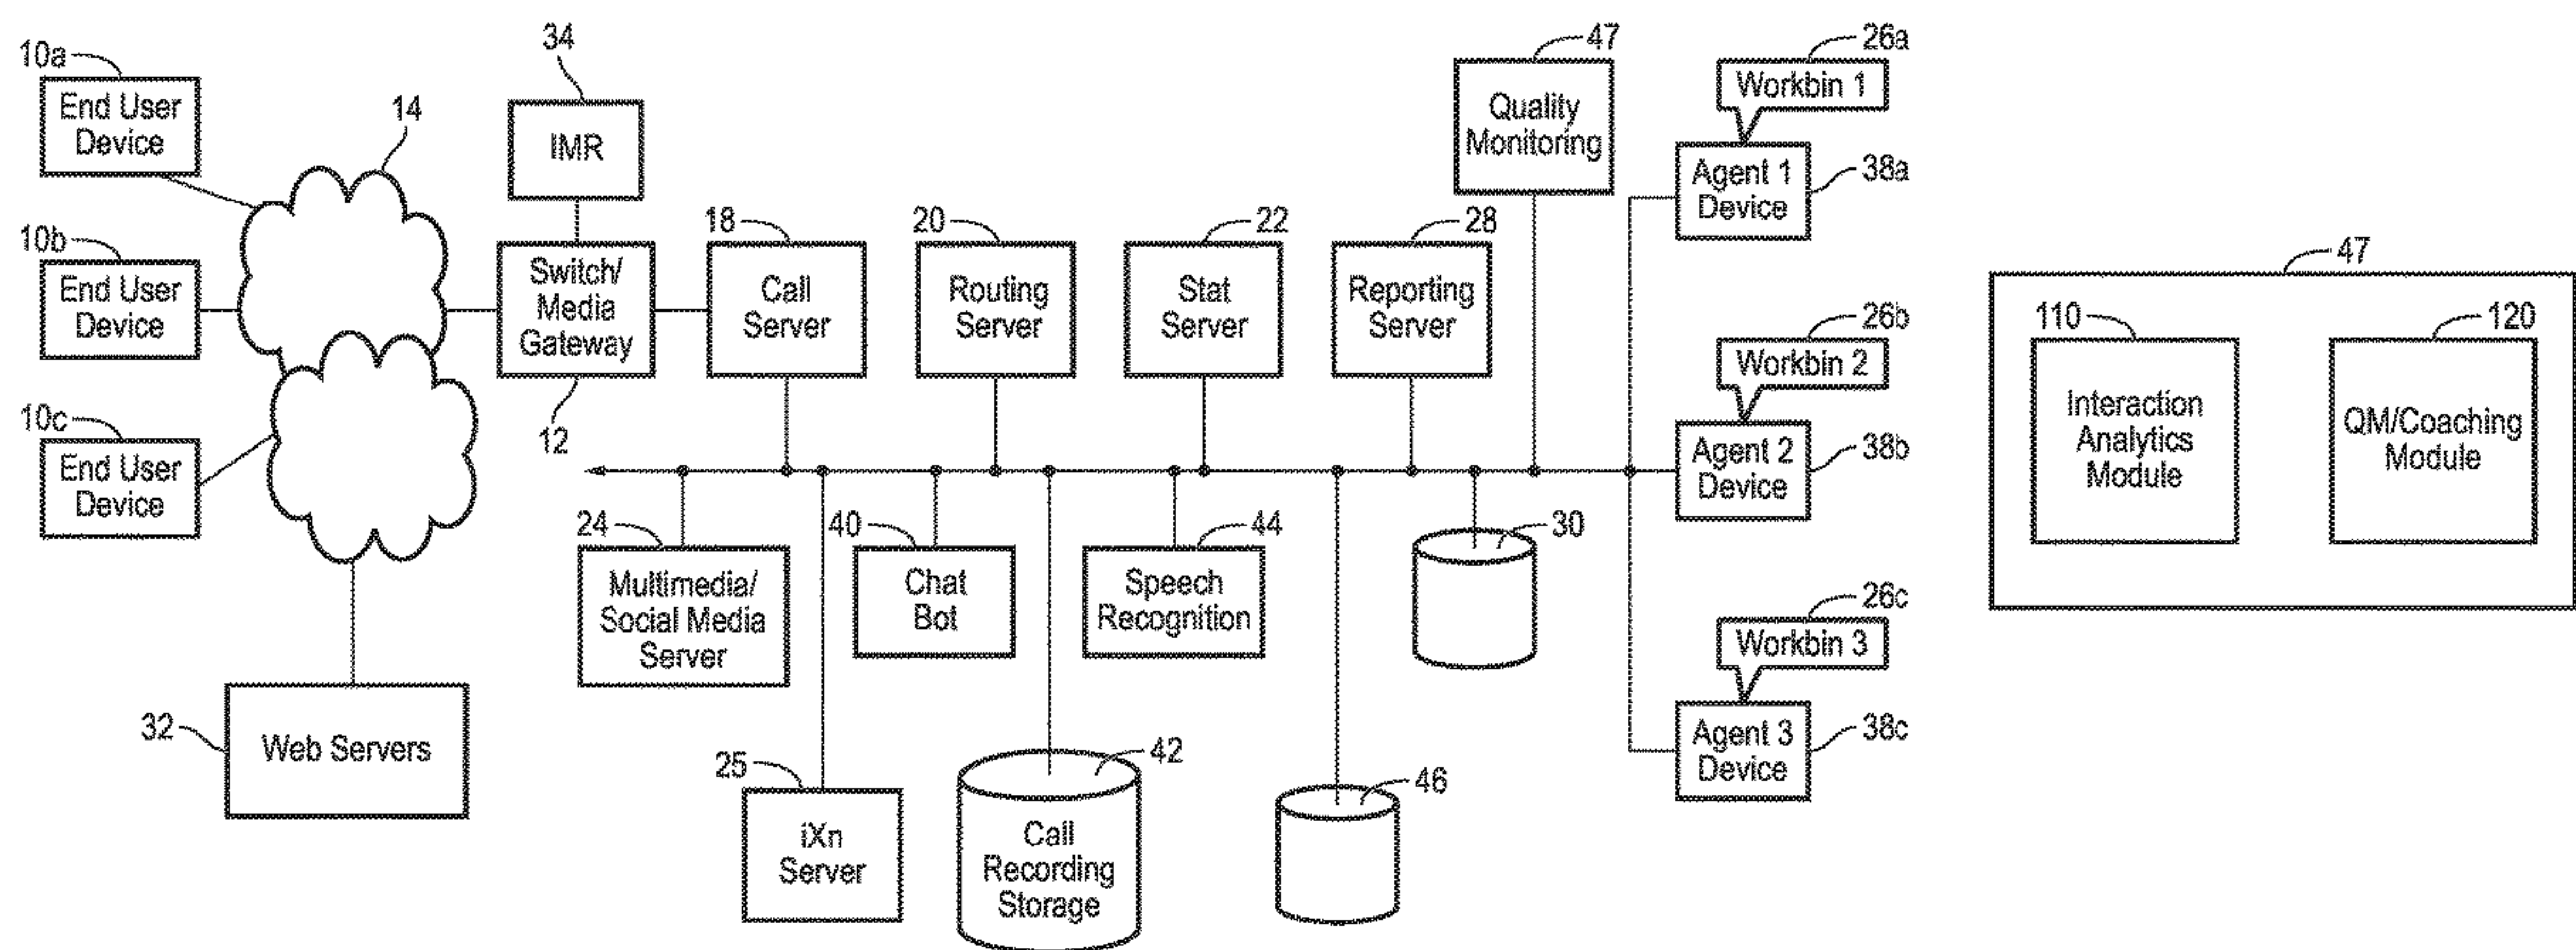 10a
End User
Device
14
34
IMR
47
Quality
Monitoring
26a
Workbin 1
Agent 1
Device
38a
10b
End User
Device
Switch/
Media
Gateway
12
18
Call
Server
20
Routing
Server
22
Stat
Server
28
Reporting
Server
26b
Workbin 2
Agent 2
Device
38b
47
110
Interaction
Analytics
Module
120
QM/Coaching
Module
10c
End User
Device
24
Multimedia/
Social Media
Server
40
Chat
Bot
44
Speech
Recognition
30
26c
Workbin 3
Agent 3
Device
38c
32
Web Servers
25
iXn
Server
42
Call
Recording
Storage
46